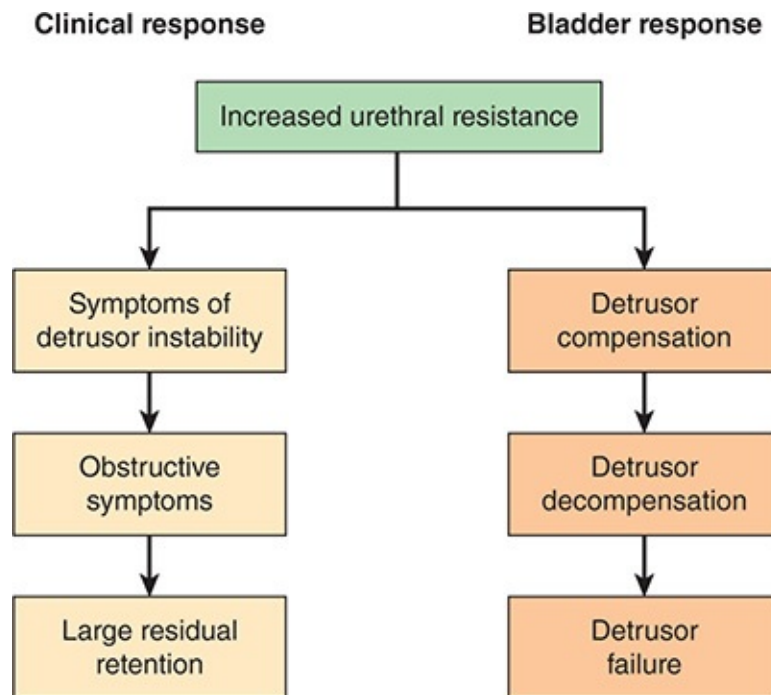 Clinical response
Bladder response
Increased urethral resistance
Symptoms of
detrusor instability
Detrusor
compensation
Obstructive
symptoms
Detrusor
decompensation
Large residual
retention
Detrusor
failure